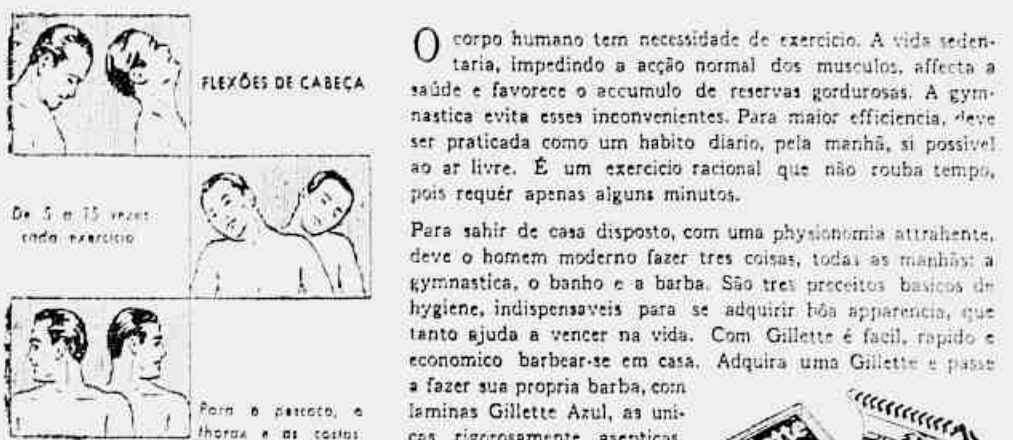 FLEXÕES DE CABEÇA
De 5 a 15 vezes
cada exercicio
Para o pescoço, o
thorax e as costas
O corpo humano tem necessidade de exercicio. A vida seden-
taria, impedindo a acção normal dos musculos, affecta a
saúde e favorece o accumulo de reservas gordurosas. A gym-
nastica evita esses inconvenientes. Para maior efficiencia, deve
ser praticada como um habito diario, pela manhã, si possivel
ao ar livre. É um exercicio racional que não rouba tempo,
pois requér apenas alguns minutos.
Para sahir de casa disposto, com uma physionomia attrahente,
deve o homem moderno fazer tres coisas, todas as manhãs: a
gymnastica, o banho e a barba. São tres preceitos basicos de
hygiene, indispensaveis para se adquirir bôa apparencia, que
tanto ajuda a vencer na vida. Com Gillette é facil, rapido e
economico barbear-se em casa. Adquira uma Gillette e passe
a fazer sua propria barba, com
laminas Gillette Azul, as uni-
cas rigorosamente asepticas.